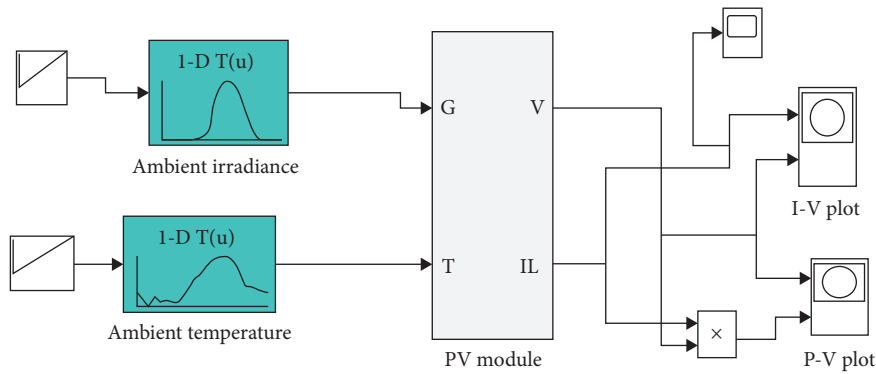 1-D T(u)
Ambient irradiance
1-D T(u)
Ambient temperature
G
V
T
IL
PV module
I-V plot
×
P-V plot